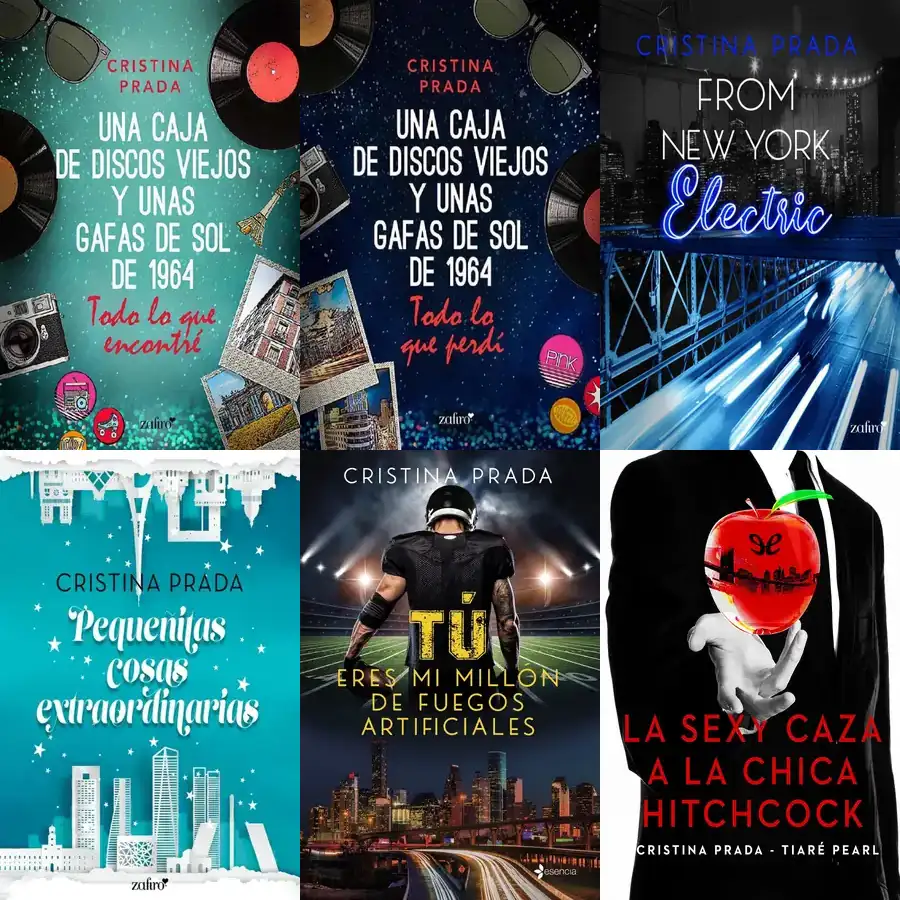 CRISTINA
PRADA
UNA CAJA
DE DISCOS VIEJOS
Y UNAS
GAFAS DE SOL
DE 1964
Todo lo que
encontré
zafiro
CRISTINA
PRADA
UNA CAJA
DE DISCOS VIEJOS
Y UNAS
GAFAS DE SOL
DE 1964
Todo lo
que perdí
PINK
zafiro
CRISTINA PRADA
FROM
NEW YORK
Electric
zafiro
CRISTINA PRADA
Pequeñitas
cosas
extraordinarias
zafiro
CRISTINA PRADA
TÚ
ERES MI MILLÓN
DE FUEGOS
ARTIFICIALES
esencia
LA SEXY CAZA
A LA CHICA
HITCHCOCK
CRISTINA PRADA - TIARÉ PEARL